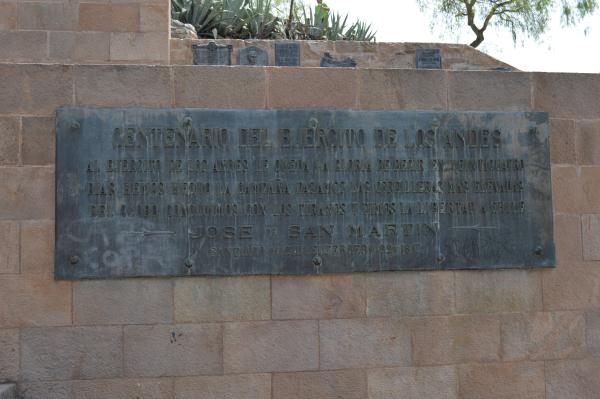 CENTENARIO DEL EJERCITO DE LOS ANDES
AL EJERCITO DE LOS ANDES LE QUEDA LA GLORIA DE DECIR EN VEINTICUATRO
DIAS HEMOS HECHO LA CAMPAÑA PASAMOS LAS CORDILLERAS MAS ELEVADAS
DEL GLOBO CONCLUIMOS CON LOS TIRANOS Y DIMOS LA LIBERTAD A CHILE
JOSE DE SAN MARTIN